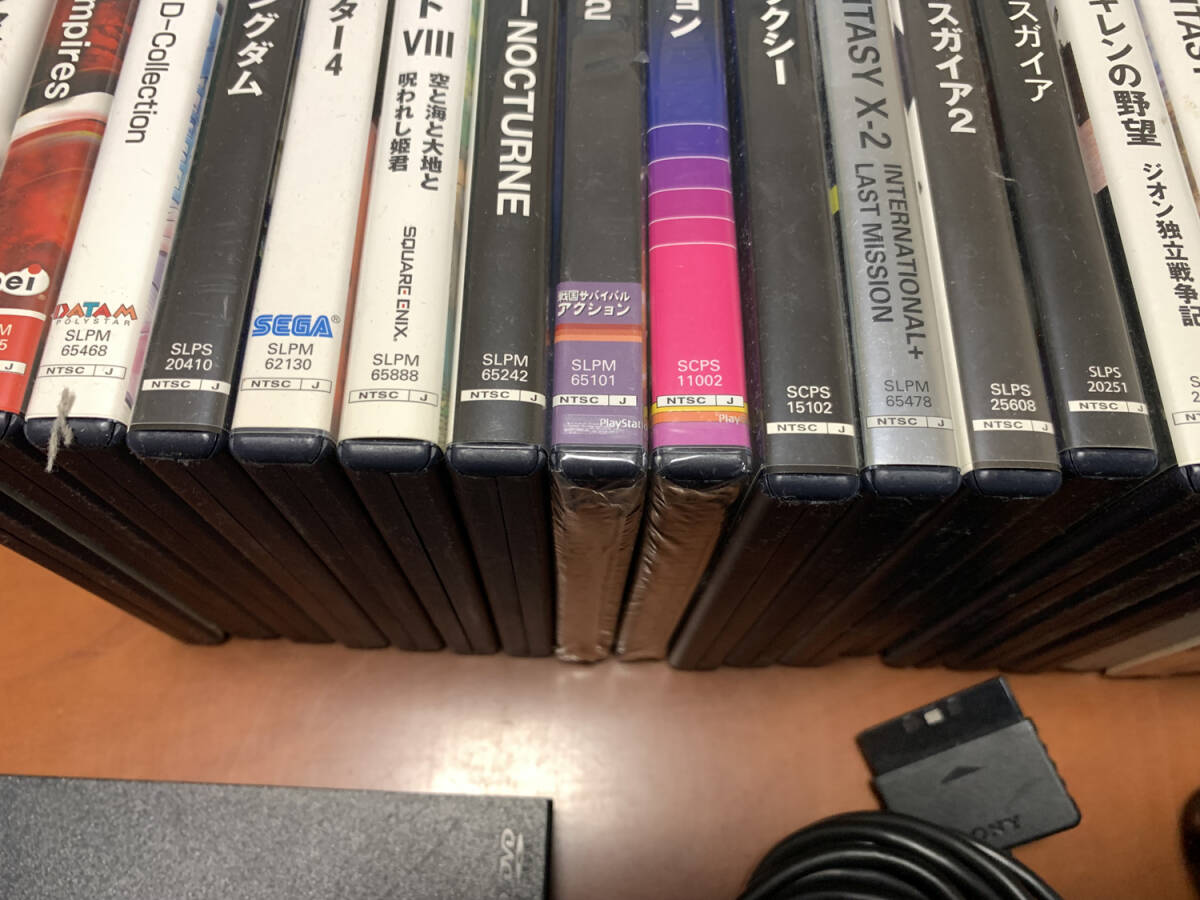 mpires
bei
D-Collection
DATAM
POLYSTAR
SLPM
65468
NTSC J
ングダム
SLPS
20410
NTSC J
ター4
SEGA®
SLPM
62130
NTSC J
ト VIII
空と海と大地と
呪われし姫君
SQUARE ENIX
SLPM
65888
NTSC J
NOCTURNE
SLPM
65242
NTSC J
2
戦国サバイバル
アクション
SLPM
65101
NTSC J
PlayStat
ョン
SCPS
11002
NTSC J
Play
クシー
SCPS
15102
NTSC J
NTASY X-2
INTERNATIONAL+
LAST MISSION
SLPM
65478
NTSC J
スガイア2
SLPS
25608
NTSC J
スガイア
SLPS
20251
NTSC J
ギレンの野望
ジオン独立戦争記
NTSC
DVD
SONY